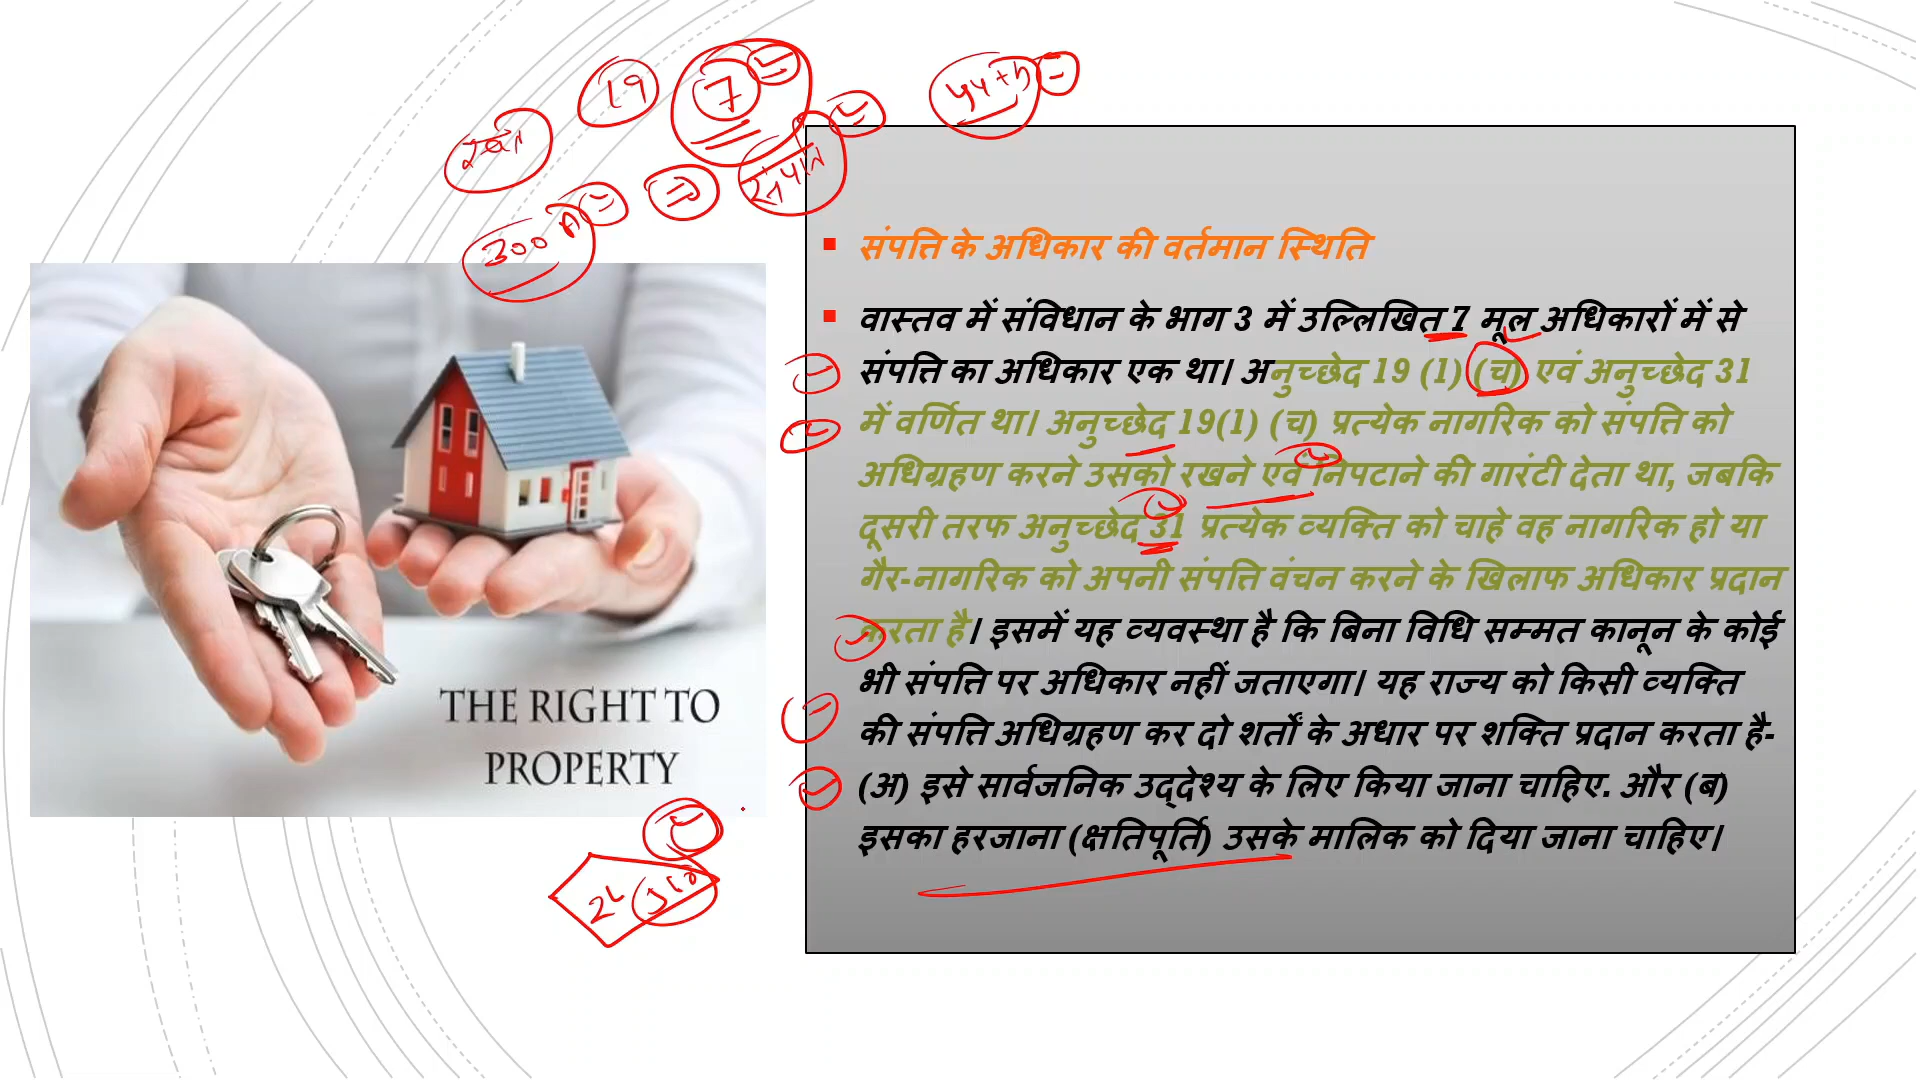 19
7
44+h
300 A
संपत्ति के अधिकार की वर्तमान स्थिति
वास्तव में संविधान के भाग 3 में उल्लिखित 7 मूल अधिकारों में से
संपत्ति का अधिकार एक था। अनुच्छेद 19 (1) (च) एवं अनुच्छेद 31
में वर्णित था। अनुच्छेद 19(1) (च) प्रत्येक नागरिक को संपत्ति को
अधिग्रहण करने उसको रखने एवं निपटाने की गारंटी देता था, जबकि
दूसरी तरफ अनुच्छेद 31 प्रत्येक व्यक्ति को चाहे वह नागरिक हो या
गैर-नागरिक को अपनी संपत्ति वंचन करने के खिलाफ अधिकार प्रदान
करता है। इसमें यह व्यवस्था है कि बिना विधि सम्मत कानून के कोई
भी संपत्ति पर अधिकार नहीं जताएगा। यह राज्य को किसी व्यक्ति
की संपत्ति अधिग्रहण कर दो शर्तों के अधार पर शक्ति प्रदान करता है-
(अ) इसे सार्वजनिक उद्देश्य के लिए किया जाना चाहिए. और (ब)
इसका हरजाना (क्षतिपूर्ति) उसके मालिक को दिया जाना चाहिए।
THE RIGHT TO
PROPERTY